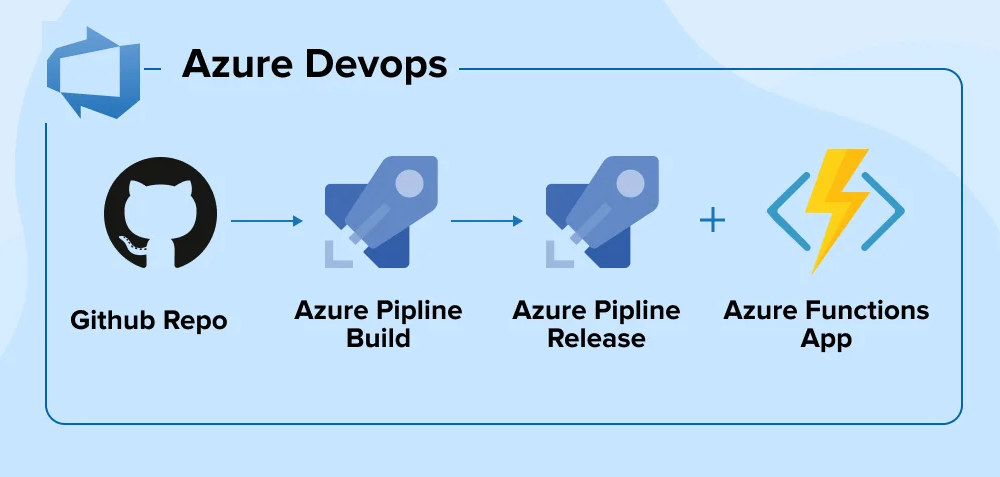 Azure Devops
Github Repo
Azure Pipline
Build
Azure Pipline
Release
Azure Functions
App